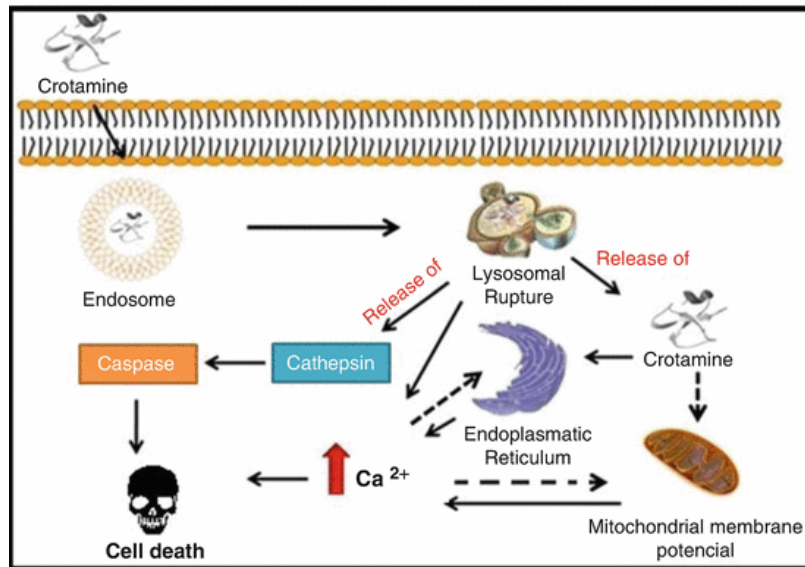 Crotamine
Endosome
Lysosomal
Rupture
Release of
Release of
Crotamine
Caspase
Cathepsin
Endoplasmatic
Reticulum
Ca 2+
Cell death
Mitochondrial membrane
potencial